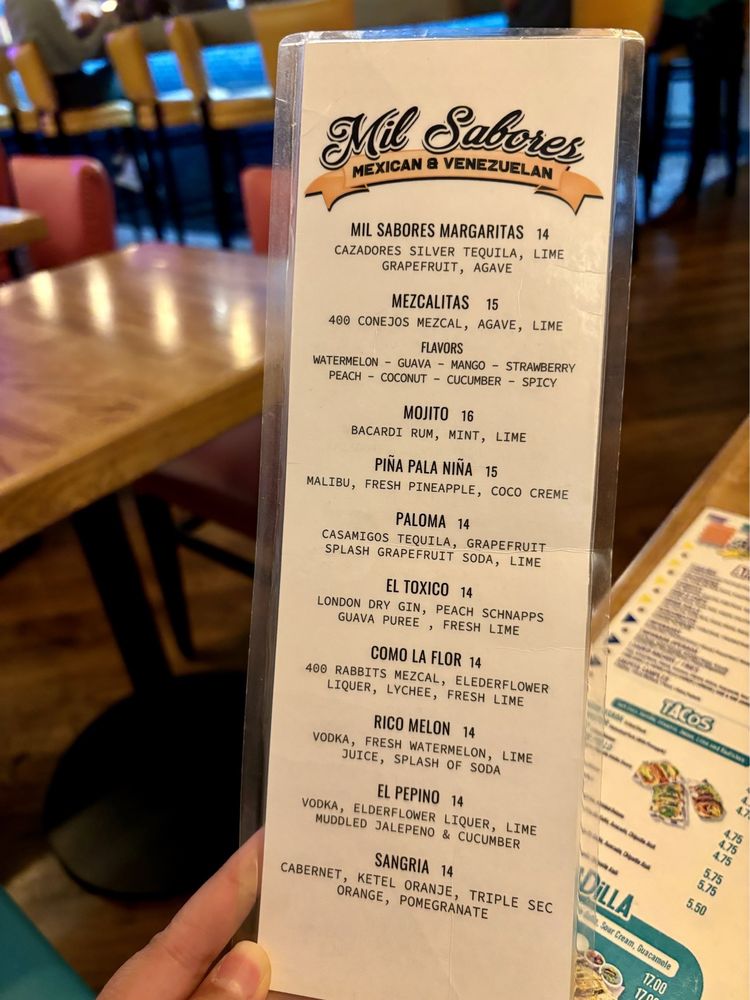 Mil Sabores
MEXICAN & VENEZUELAN
MIL SABORES MARGARITAS 14
CAZADORES SILVER TEQUILA, LIME
GRAPEFRUIT, AGAVE
MEZCALITAS 15
400 CONEJOS MEZCAL, AGAVE, LIME
FLAVORS
WATERMELON - GUAVA - MANGO - STRAWBERRY
PEACH - COCONUT - CUCUMBER - SPICY
MOJITO 16
BACARDI RUM, MINT, LIME
PIÑA PALA NIÑA 15
MALIBU, FRESH PINEAPPLE, COCO CREME
PALOMA 14
CASAMIGOS TEQUILA, GRAPEFRUIT
SPLASH GRAPEFRUIT SODA, LIME
EL TOXICO 14
LONDON DRY GIN, PEACH SCHNAPPS
GUAVA PUREE , FRESH LIME
COMO LA FLOR 14
400 RABBITS MEZCAL, ELEDERFLOWER
LIQUER, LYCHEE, FRESH LIME
RICO MELON 14
VODKA, FRESH WATERMELON, LIME
JUICE, SPLASH OF SODA
EL PEPINO 14
VODKA, ELDERFLOWER LIQUER, LIME
MUDDLED JALEPENO & CUCUMBER
SANGRIA 14
CABERNET, KETEL ORANJE, TRIPLE SEC
ORANGE, POMEGRANATE
TACOS
4.75
4.75
4.75
5.75
5.75
5.50
DILLA
Sour Cream, Guacamole
17.00